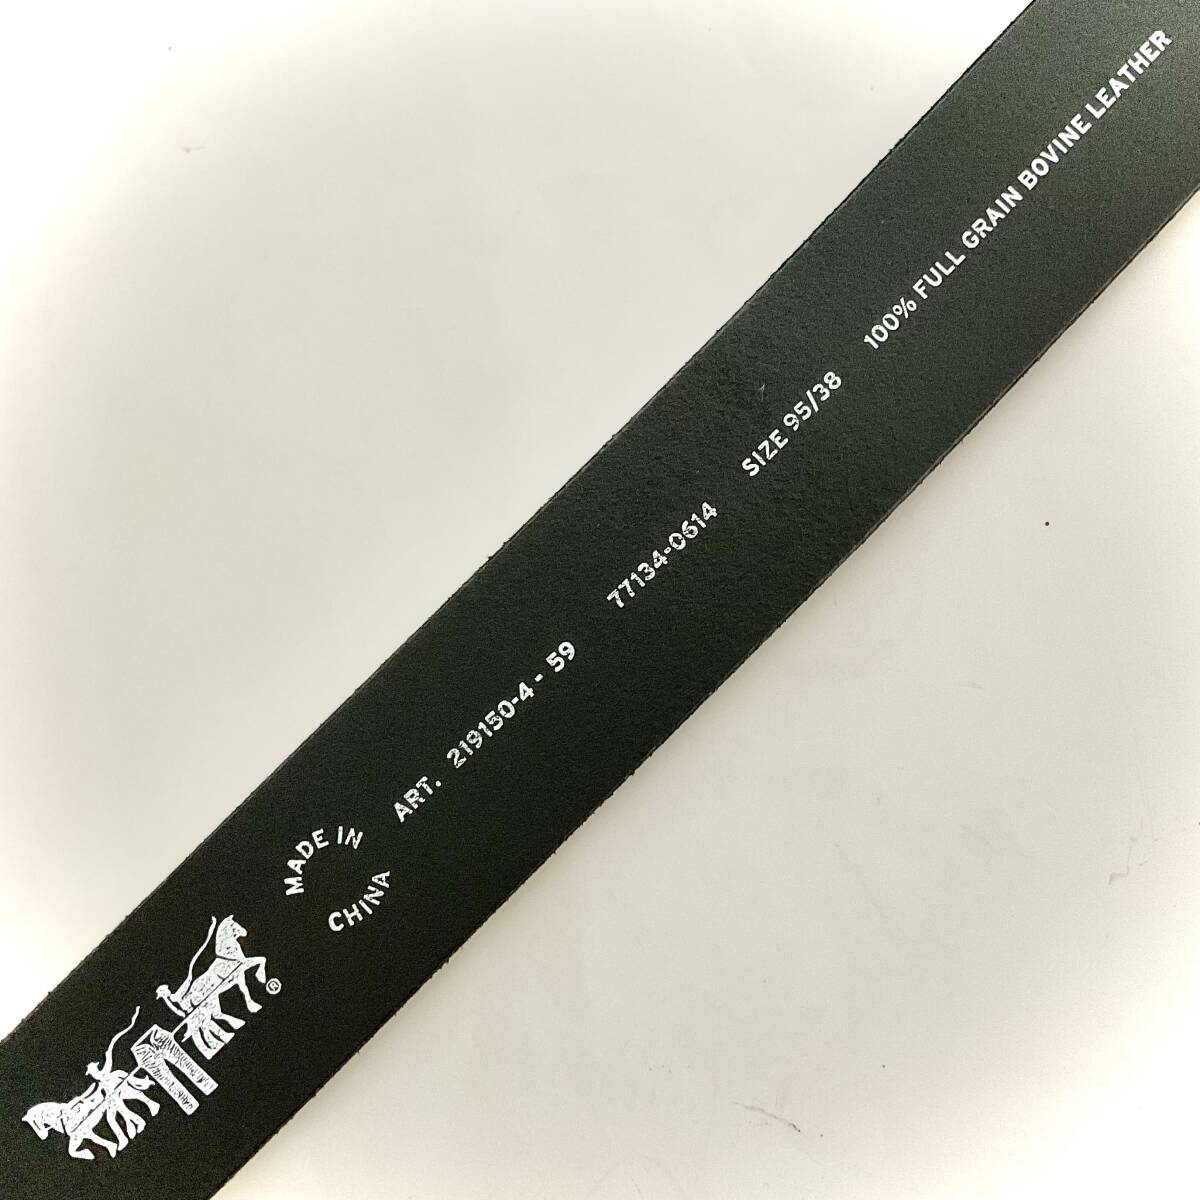 ®
MADE IN
CHINA
ART. 219150-4 - 59
77134-0614
SIZE 95/38
100% FULL GRAIN BOVINE LEATHER